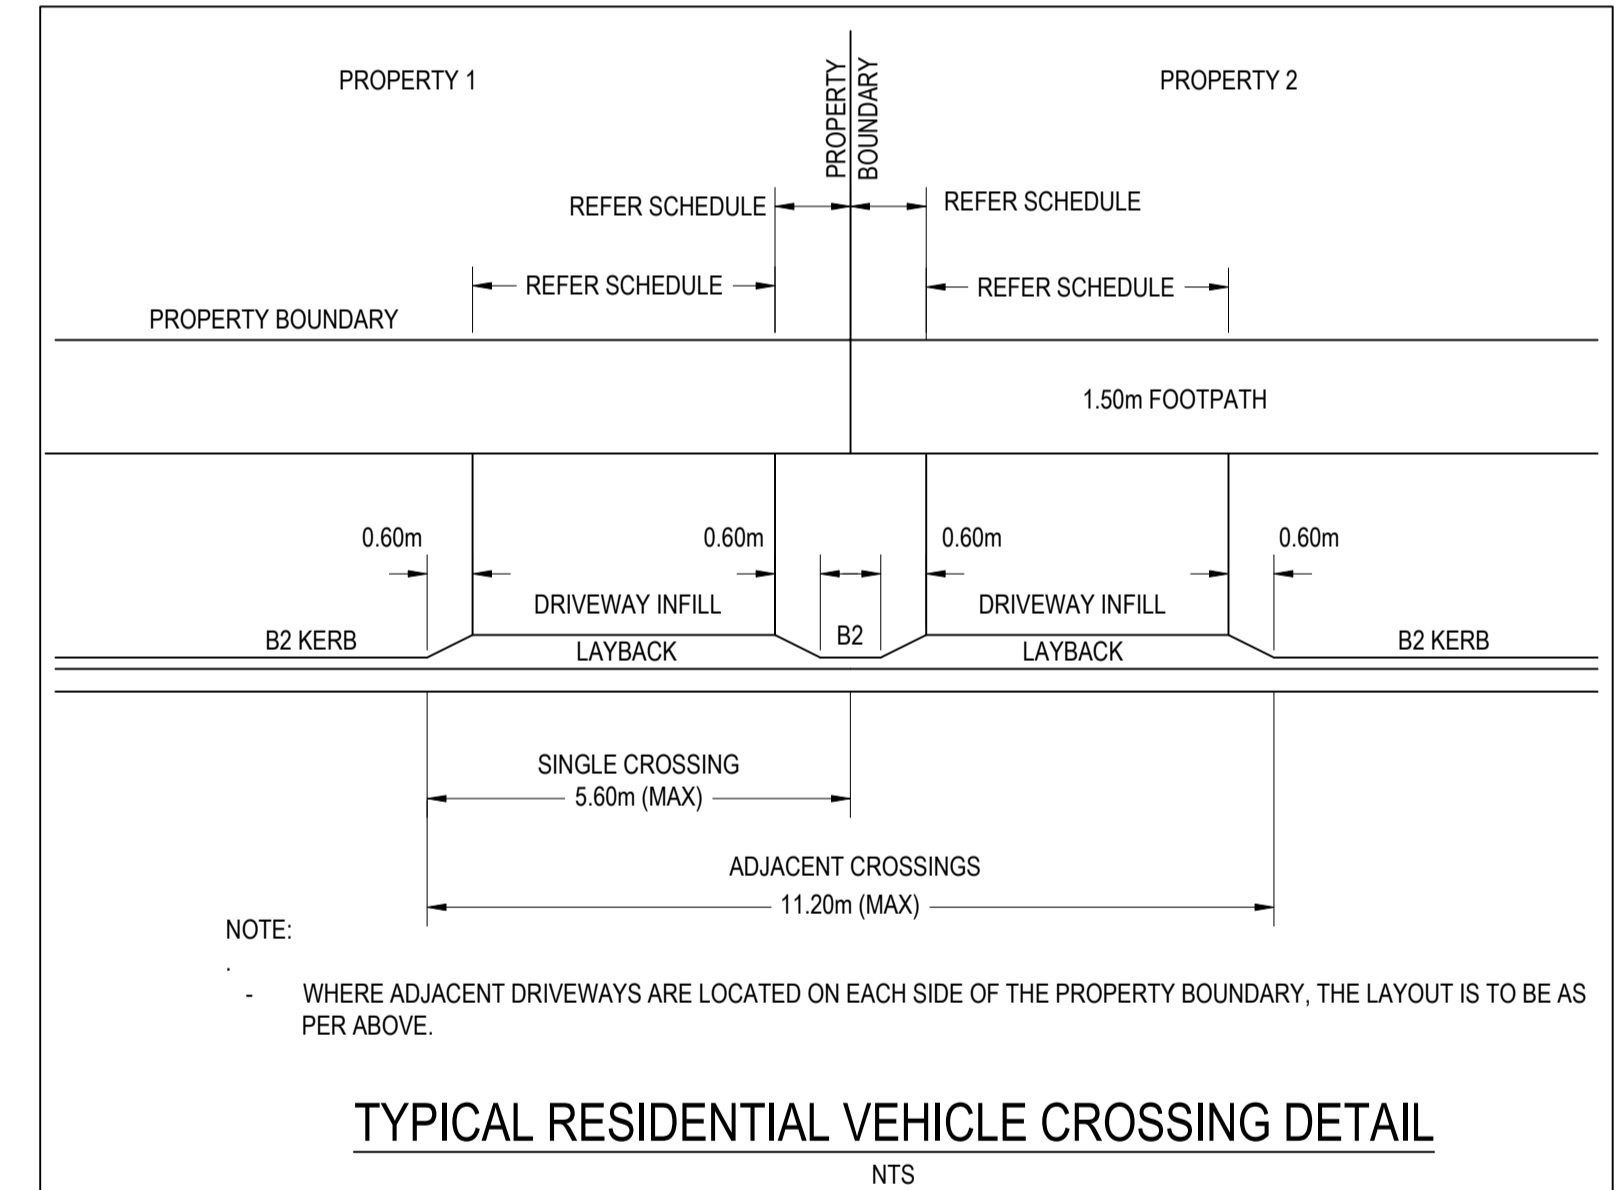 PROPERTY 1
PROPERTY
BOUNDARY
PROPERTY 2
REFER SCHEDULE
REFER SCHEDULE
REFER SCHEDULE
REFER SCHEDULE
PROPERTY BOUNDARY
1.50m FOOTPATH
0.60m
0.60m
0.60m
0.60m
DRIVEWAY INFILL
DRIVEWAY INFILL
B2 KERB
LAYBACK
B2
LAYBACK
B2 KERB
SINGLE CROSSING
5.60m (MAX)
ADJACENT CROSSINGS
11.20m (MAX)
NOTE:
.
- WHERE ADJACENT DRIVEWAYS ARE LOCATED ON EACH SIDE OF THE PROPERTY BOUNDARY, THE LAYOUT IS TO BE AS
PER ABOVE.
TYPICAL RESIDENTIAL VEHICLE CROSSING DETAIL
NTS